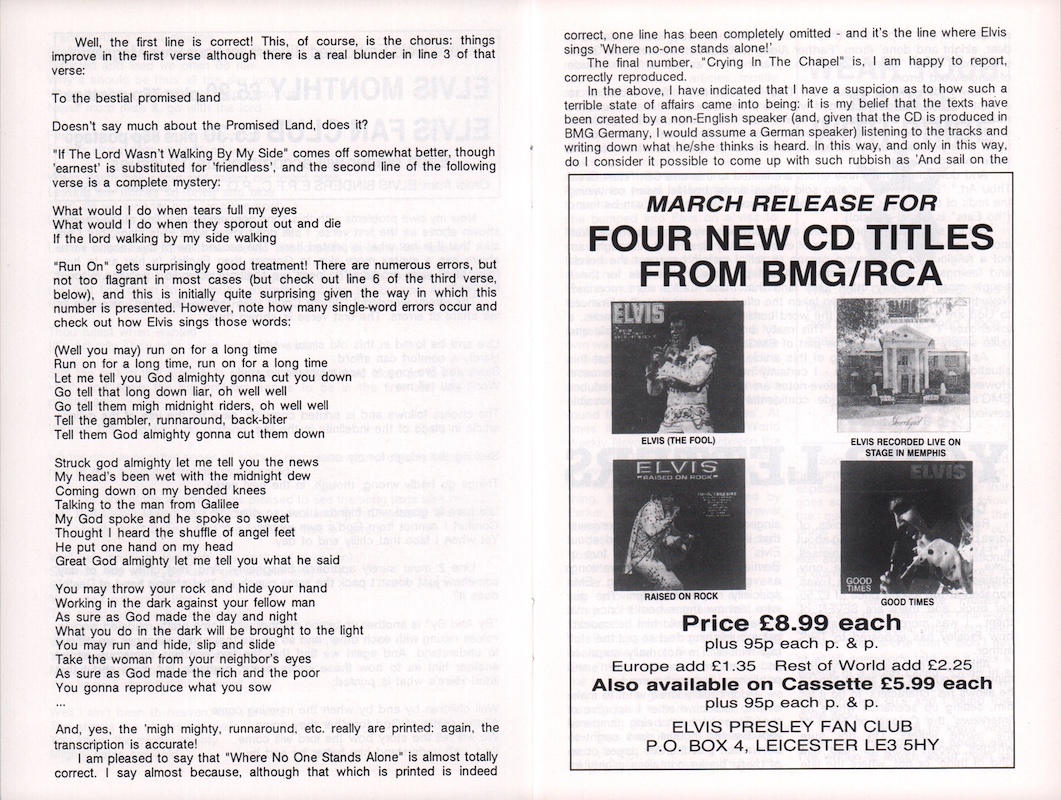 Well, the first line is correct! This, of course, is the chorus: things
improve in the first verse although there is a real blunder in line 3 of that
verse:
To the bestial promised land
Doesn't say much about the Promised Land, does it?
"If The Lord Wasn't Walking By My Side" comes off somewhat better, though
'earnest' is substituted for 'friendless', and the second line of the following
verse is a complete mystery:
What would I do when tears full my eyes
What would I do when they sporout out and die
If the lord walking by my side walking
"Run On" gets surprisingly good treatment! There are numerous errors, but
not too flagrant in most cases (but check out line 6 of the third verse,
below), and this is initially quite surprising given the way in which this
number is presented. However, note how many single-word errors occur and
check out how Elvis sings those words:
(Well you may) run on for a long time
Run on for a long time, run on for a long time
Let me tell you God almighty gonna cut you down
Go tell that long down liar, oh well well
Go tell them migh midnight riders, oh well well
Tell the gambler, runnaround, back-biter
Tell them God almighty gonna cut them down
Struck god almighty let me tell you the news
My head's been wet with the midnight dew
Coming down on my bended knees
Talking to the man from Galilee
My God spoke and he spoke so sweet
Thought I heard the shuffle of angel feet
He put one hand on my head
Great God almighty let me tell you what he said
You may throw your rock and hide your hand
Working in the dark against your fellow man
As sure as God made the day and night
What you do in the dark will be brought to the light
You may run and hide, slip and slide
Take the woman from your neighbor's eyes
As sure as God made the rich and the poor
You gonna reproduce what you sow
...
And, yes, the 'migh mighty, runnaround, etc. really are printed: again, the
transcription is accurate!
I am pleased to say that "Where No One Stands Alone" is almost totally
correct. I say almost because, although that which is printed is indeed
correct, one line has been completely omitted - and it's the line where Elvis
sings 'Where no-one stands alone!'
The final number, "Crying In The Chapel" is, I am happy to report,
correctly reproduced.
In the above, I have indicated that I have a suspicion as to how such a
terrible state of affairs came into being: it is my belief that the texts have
been created by a non-English speaker (and, given that the CD is produced in
BMG Germany, I would assume a German speaker) listening to the tracks and
writing down what he/she thinks is heard. In this way, and only in this way,
do I consider it possible to come up with such rubbish as 'And sail on the
MARCH RELEASE FOR
FOUR NEW CD TITLES
FROM BMG/RCA
ELVIS
ELVIS (THE FOOL)
ELVIS RECORDED LIVE ON
STAGE IN MEMPHIS
ELVIS
"RAISED ON ROCK"
RAISED ON ROCK
ELVIS
GOOD
TIMES
GOOD TIMES
Price £8.99 each
plus 95p each p. & p.
Europe add £1.35 Rest of World add £2.25
Also available on Cassette £5.99 each
plus 95p each p. & p.
ELVIS PRESLEY FAN CLUB
P.O. BOX 4, LEICESTER LE3 5HY